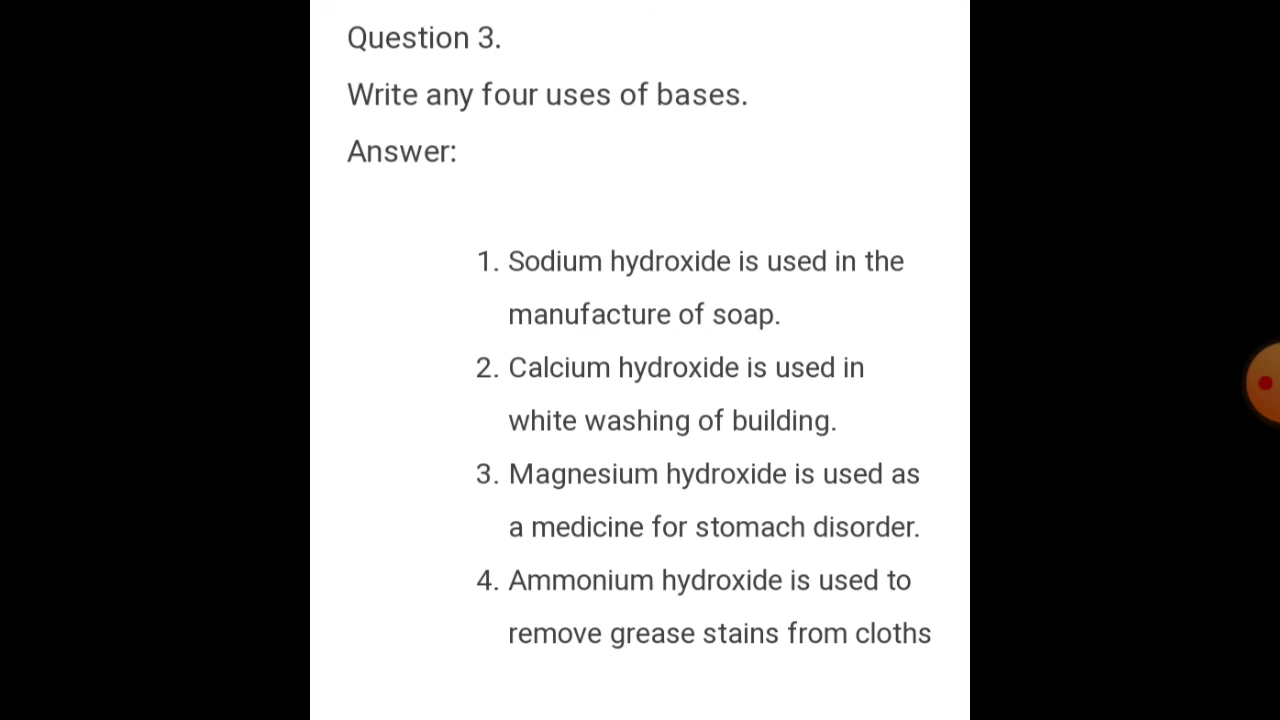 Question 3.
Write any four uses of bases.
Answer:
1. Sodium hydroxide is used in the
manufacture of soap.
2. Calcium hydroxide is used in
white washing of building.
3. Magnesium hydroxide is used as
a medicine for stomach disorder.
4. Ammonium hydroxide is used to
remove grease stains from cloths